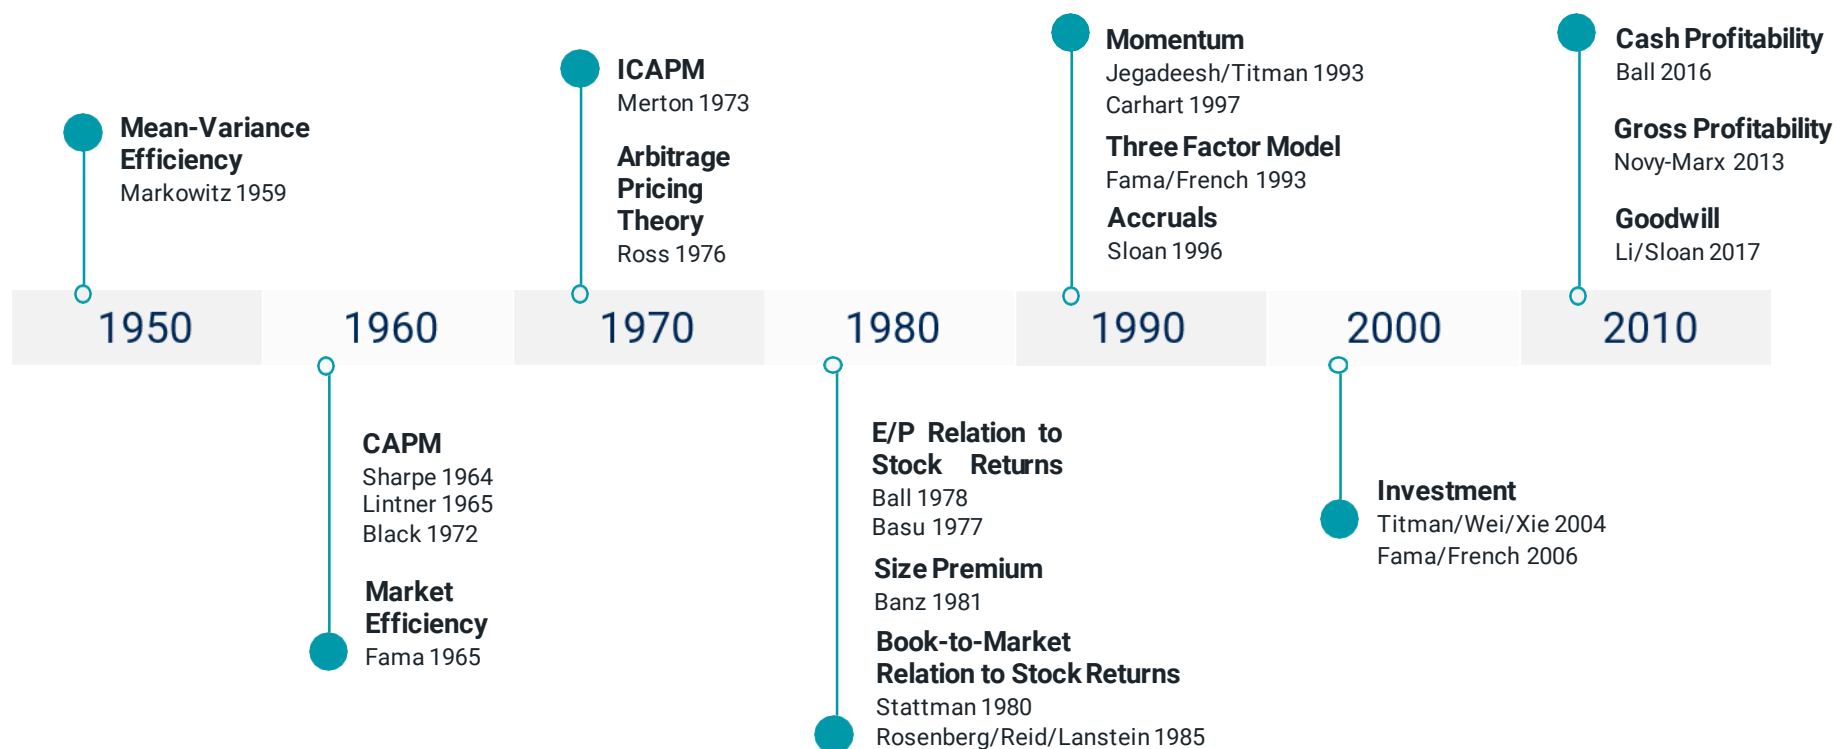 Mean-Variance
Efficiency
Markowitz 1959
ICAPM
Merton 1973
Arbitrage
Pricing
Theory
Ross 1976
Momentum
Jegadeesh/Titman 1993
Carhart 1997
Three Factor Model
Fama/French 1993
Accruals
Sloan 1996
Cash Profitability
Ball 2016
Gross Profitability
Novy-Marx 2013
Goodwill
Li/Sloan 2017
1950
1960
1970
1980
1990
2000
2010
CAPM
Sharpe 1964
Lintner 1965
Black 1972
Market
Efficiency
Fama 1965
E/P Relation to
Stock Returns
Ball 1978
Basu 1977
Size Premium
Banz 1981
Book-to-Market
Relation to Stock Returns
Stattman 1980
Rosenberg/Reid/Lanstein 1985
Investment
Titman/Wei/Xie 2004
Fama/French 2006